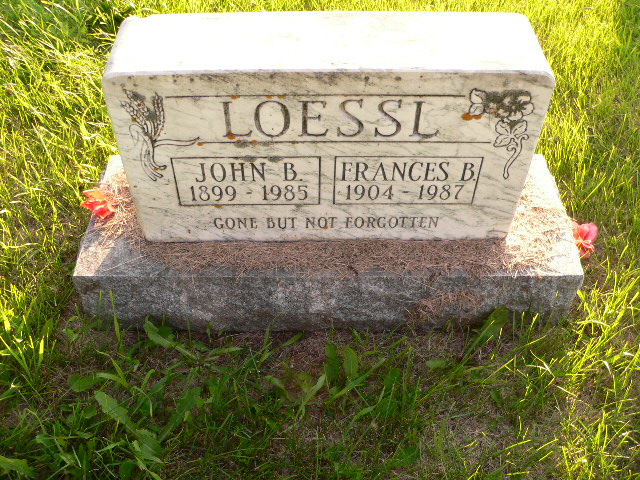 LOESSL
JOHN B. FRANCES B.
1899 - 1985 1904 - 1987
GONE BUT NOT FORGOTTEN